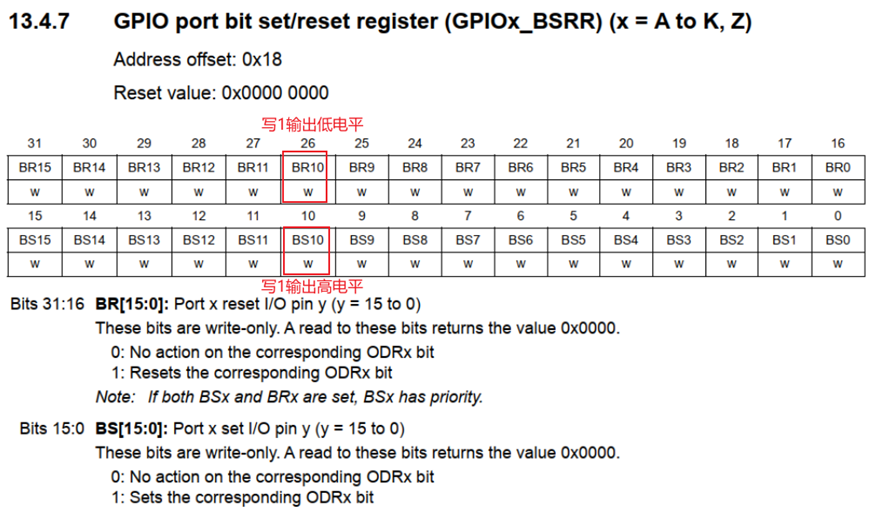 13.4.7 GPIO port bit set/reset register (GPIOx_BSRR) (x = A to K, Z)
Address offset: 0x18
Reset value: 0x0000 0000
写1输出低电平
31 30 29 28 27 26 25 24 23 22 21 20 19 18 17 16
BR15 BR14 BR13 BR12 BR11 BR10 BR9 BR8 BR7 BR6 BR5 BR4 BR3 BR2 BR1 BR0
w w w w w w w w w w w w w w w w
15 14 13 12 11 10 9 8 7 6 5 4 3 2 1 0
BS15 BS14 BS13 BS12 BS11 BS10 BS9 BS8 BS7 BS6 BS5 BS4 BS3 BS2 BS1 BS0
w w w w w w w w w w w w w w w w
写1输出高电平
Bits 31:16 BR[15:0]: Port x reset I/O pin y (y = 15 to 0)
These bits are write-only. A read to these bits returns the value 0x0000.
0: No action on the corresponding ODRx bit
1: Resets the corresponding ODRx bit
Note: If both BSx and BRx are set, BSx has priority.
Bits 15:0 BS[15:0]: Port x set I/O pin y (y = 15 to 0)
These bits are write-only. A read to these bits returns the value 0x0000.
0: No action on the corresponding ODRx bit
1: Sets the corresponding ODRx bit